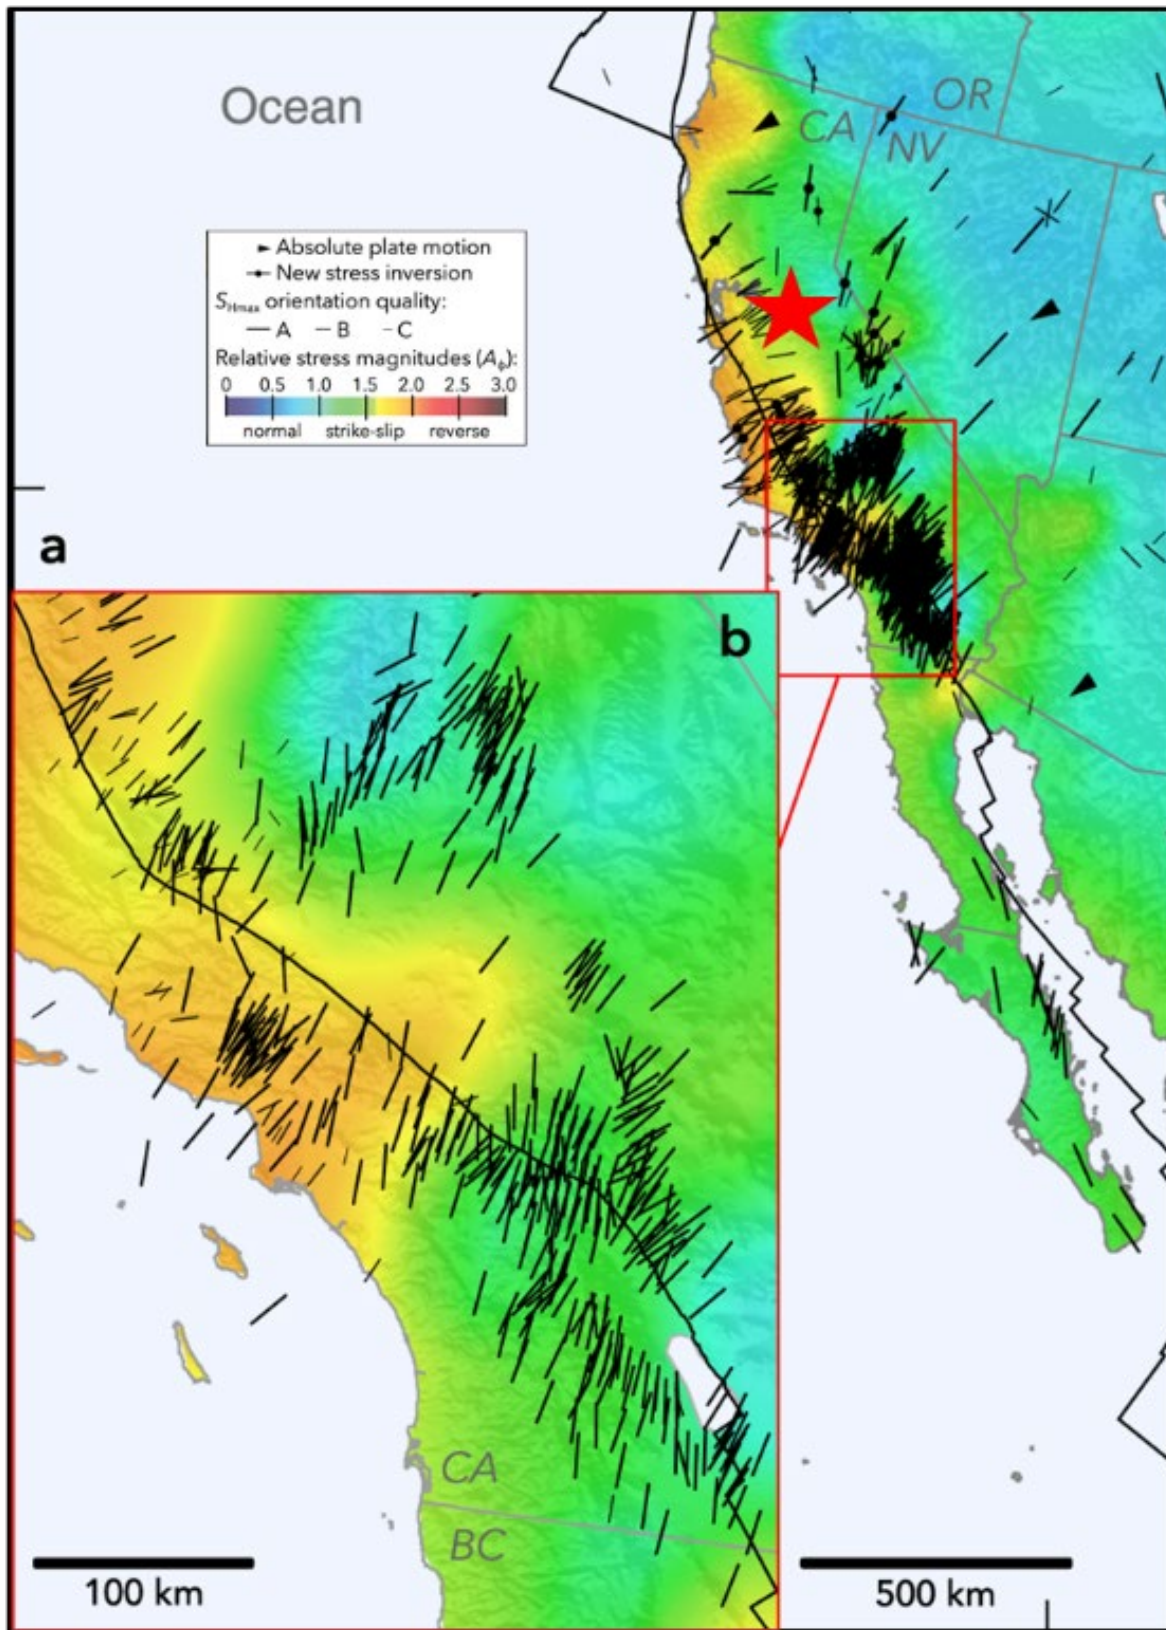 Ocean
OR
CA
NV
Absolute plate motion
New stress inversion
S_Hmax orientation quality:
A B C
Relative stress magnitudes (A_ϕ):
0 0.5 1.0 1.5 2.0 2.5 3.0
normal strike-slip reverse
a
b
CA
BC
100 km
500 km